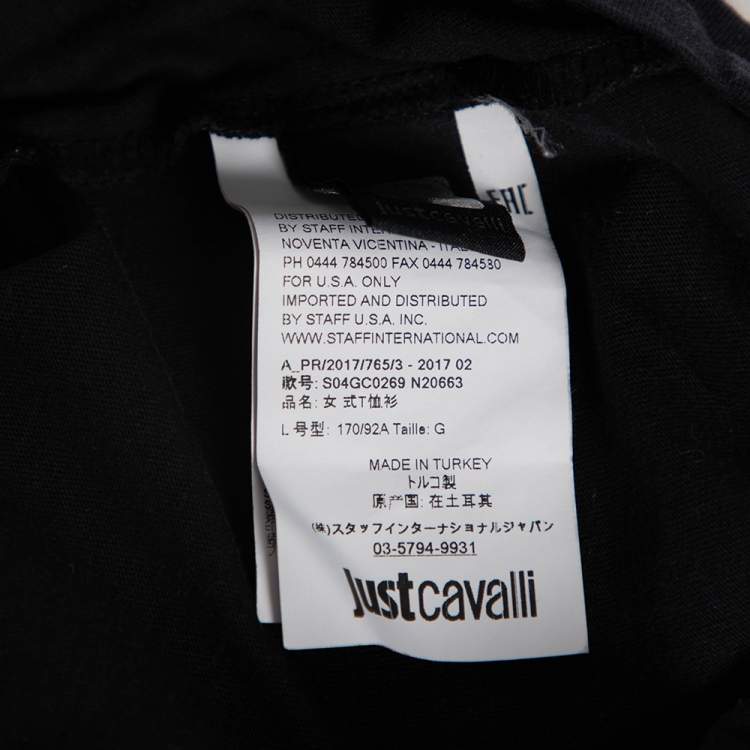 justcavalli
EAC
DISTRIBUTED
BY STAFF INTER
NOVENTA VICENTINA - ITAL
PH 0444 784500 FAX 0444 784530
FOR U.S.A. ONLY
IMPORTED AND DISTRIBUTED
BY STAFF U.S.A. INC.
WWW.STAFFINTERNATIONAL.COM
A_PR/2017/765/3 - 2017 02
款号: S04GC0269 N20663
品名: 女 式T恤衫
L 号型: 170/92A Taille: G
MADE IN TURKEY
トルコ製
原产国: 在土耳其
(株)スタッフインターナショナルジャパン
03-5794-9931
justcavalli